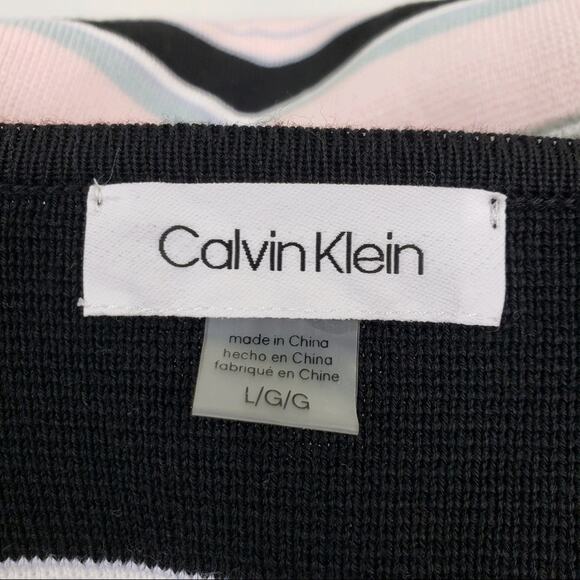 Calvin Klein
made in China
hecho en China
fabriqué en Chine
L/G/G